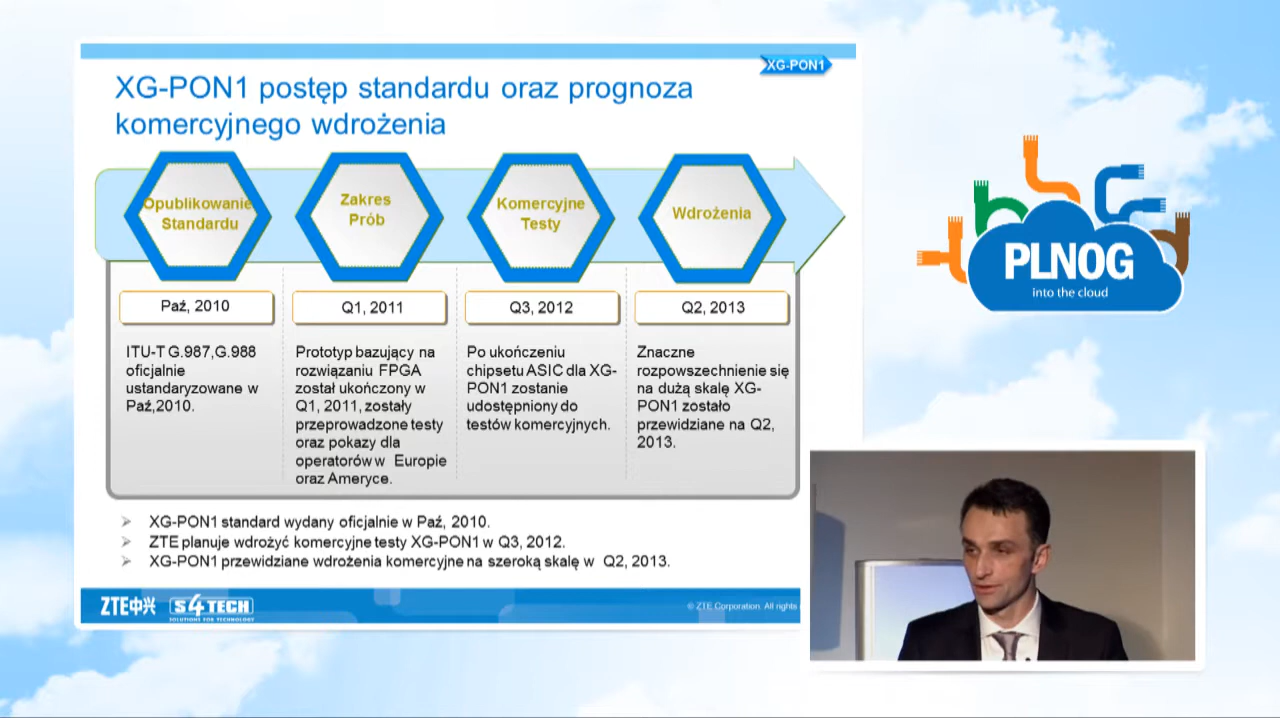 XG-PON1
XG-PON1 postęp standardu oraz prognoza
komercyjnego wdrożenia
Opublikowanie
Standardu
Zakres
Prób
Komercyjne
Testy
Wdrożenia
Paź, 2010
Q1, 2011
Q3, 2012
Q2, 2013
ITU-T G.987,G.988
oficjalnie
ustandaryzowane w
Paź,2010.
Prototyp bazujący na
rozwiązaniu FPGA
został ukończony w
Q1, 2011, zostały
przeprowadzone testy
oraz pokazy dla
operatorów w Europie
oraz Ameryce.
Po ukończeniu
chipsetu ASIC dla XG-
PON1 zostanie
udostępniony do
testów komercyjnych.
Znaczne
rozpowszechnienie się
na dużą skalę XG-
PON1 zostało
przewidziane na Q2,
2013.
XG-PON1 standard wydany oficjalnie w Paź, 2010.
ZTE planuje wdrożyć komercyjne testy XG-PON1 w Q3, 2012.
XG-PON1 przewidziane wdrożenia komercyjne na szeroką skalę w Q2, 2013.
ZTE中兴
S4TECH
SOLUTIONS FOR TECHNOLOGY
© ZTE Corporation. All rights
PLNOG
into the cloud